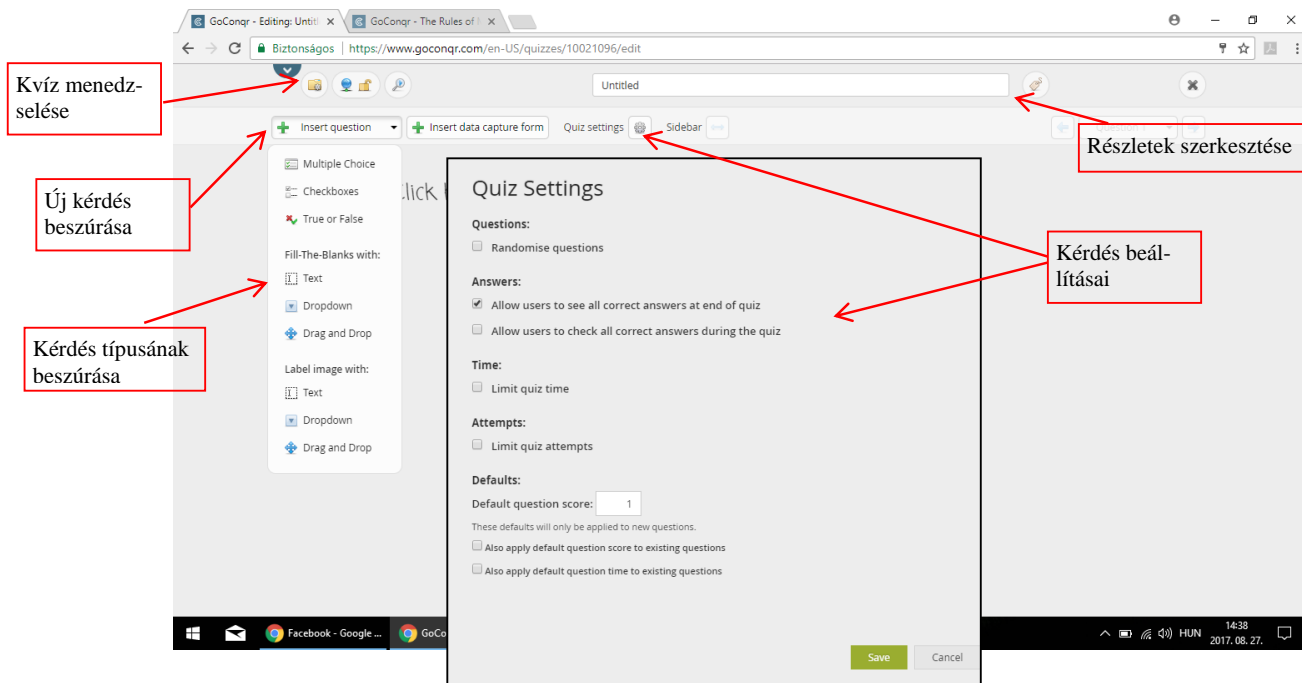 GoConqr - Editing: Untitl
GoConqr - The Rules of
Biztonságos | https://www.goconqr.com/en-US/quizzes/10021096/edit
Kvíz menedz-
selése
Untitled
Insert question
Insert data capture form
Quiz settings
Sidebar
Question 1
Részletek szerkesztése
Multiple Choice
Checkboxes
True or False
Fill-The-Blanks with:
Text
Dropdown
Drag and Drop
Label image with:
Text
Dropdown
Drag and Drop
Új kérdés
beszúrása
Kérdés típusának
beszúrása
Quiz Settings
Questions:
Randomise questions
Answers:
Allow users to see all correct answers at end of quiz
Allow users to check all correct answers during the quiz
Time:
Limit quiz time
Attempts:
Limit quiz attempts
Defaults:
Default question score: 1
These defaults will only be applied to new questions.
Also apply default question score to existing questions
Also apply default question time to existing questions
Save
Cancel
Kérdés beál-
lításai
Facebook - Google ...
GoCo
HUN
14:38
2017. 08. 27.